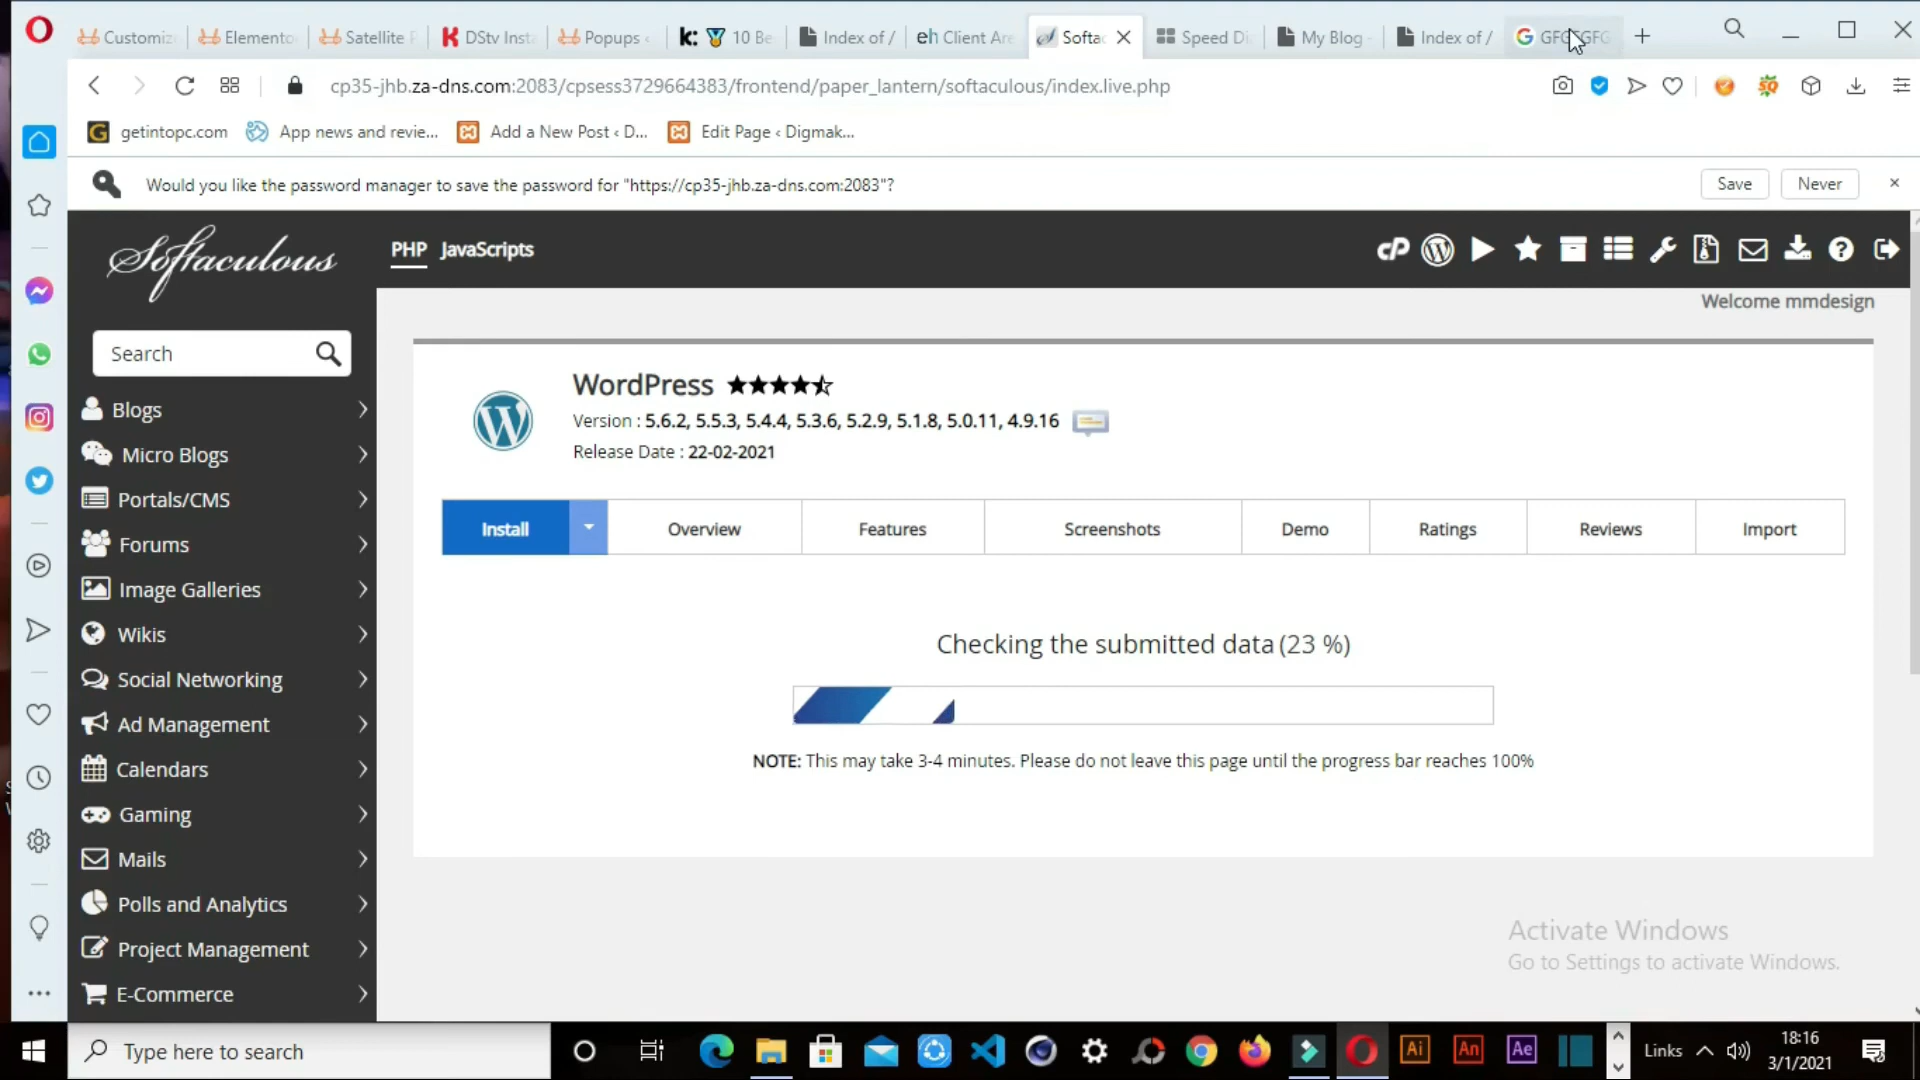 Customiz
Elemento
Satellite P
DStv Inst
Popups <
k: 10 Be
Index of /
eh Client Are
Softac
Speed Di
My Blog -
Index of /
cp35-jhb.za-dns.com:2083/cpsess3729664383/frontend/paper_lantern/softaculous/index.live.php
getintopc.com
App news and revie...
Add a New Post ‹ D...
Edit Page ‹ Digmak...
Would you like the password manager to save the password for "https://cp35-jhb.za-dns.com:2083"?
Save
Never
Softaculous
PHP
JavaScripts
cP
Welcome mmdesign
Search
Blogs
Micro Blogs
Portals/CMS
Forums
Image Galleries
Wikis
Social Networking
Ad Management
Calendars
Gaming
Mails
Polls and Analytics
Project Management
E-Commerce
WordPress
Version : 5.6.2, 5.5.3, 5.4.4, 5.3.6, 5.2.9, 5.1.8, 5.0.11, 4.9.16
Release Date : 22-02-2021
Install
Overview
Features
Screenshots
Demo
Ratings
Reviews
Import
Checking the submitted data (23 %)
NOTE: This may take 3-4 minutes. Please do not leave this page until the progress bar reaches 100%
Activate Windows
Go to Settings to activate Windows.
Type here to search
Ai
An
Ae
Links
18:16
3/1/2021